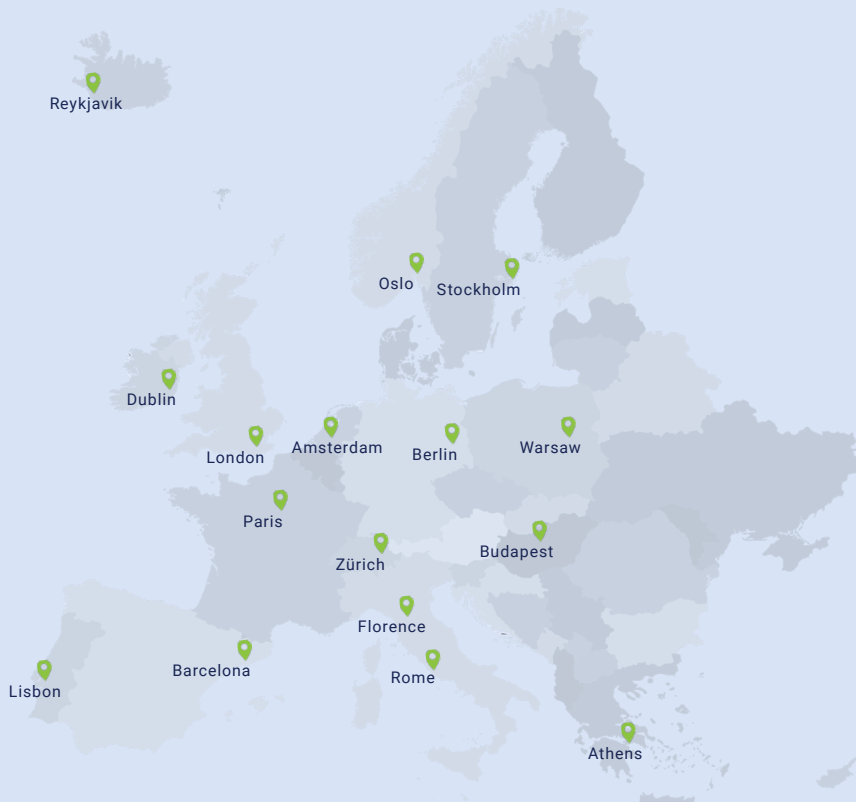 Reykjavik
Oslo
Stockholm
Dublin
London
Amsterdam
Berlin
Warsaw
Paris
Zürich
Budapest
Florence
Barcelona
Rome
Lisbon
Athens